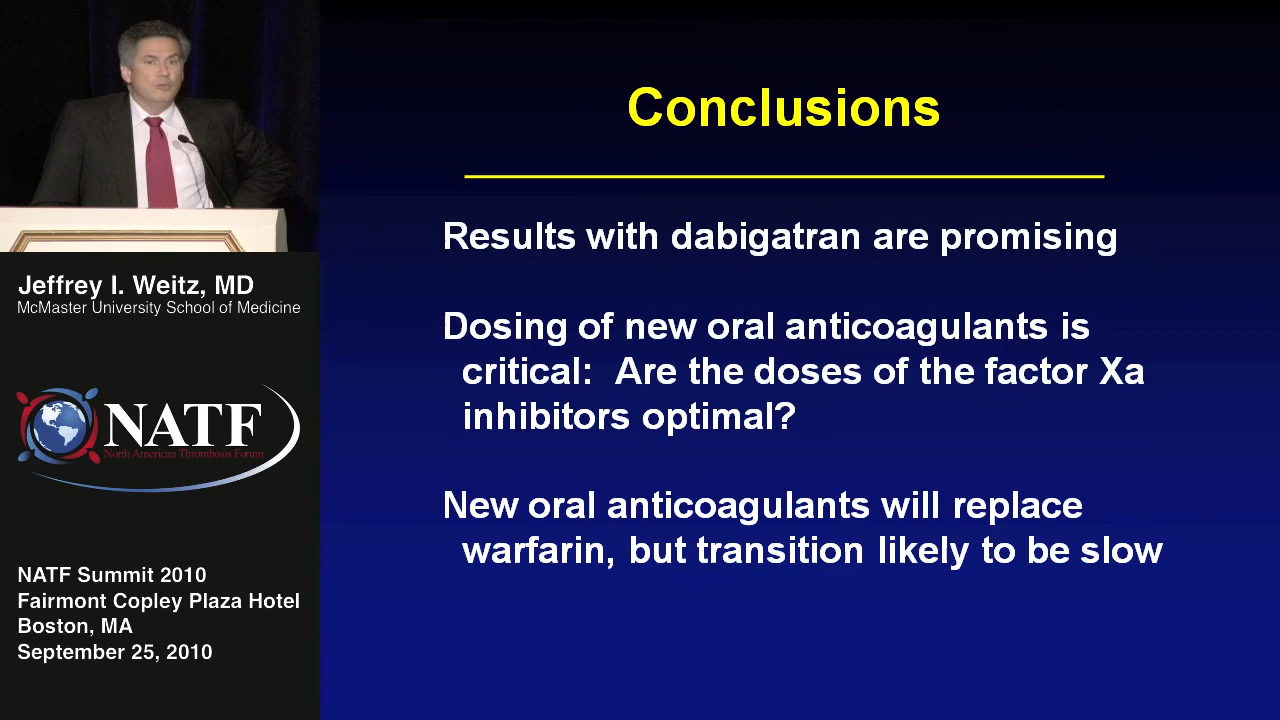 Conclusions
Results with dabigatran are promising
Dosing of new oral anticoagulants is
critical: Are the doses of the factor Xa
inhibitors optimal?
New oral anticoagulants will replace
warfarin, but transition likely to be slow
Jeffrey I. Weitz, MD
McMaster University School of Medicine
NATF
North American Thrombosis Forum
NATF Summit 2010
Fairmont Copley Plaza Hotel
Boston, MA
September 25, 2010